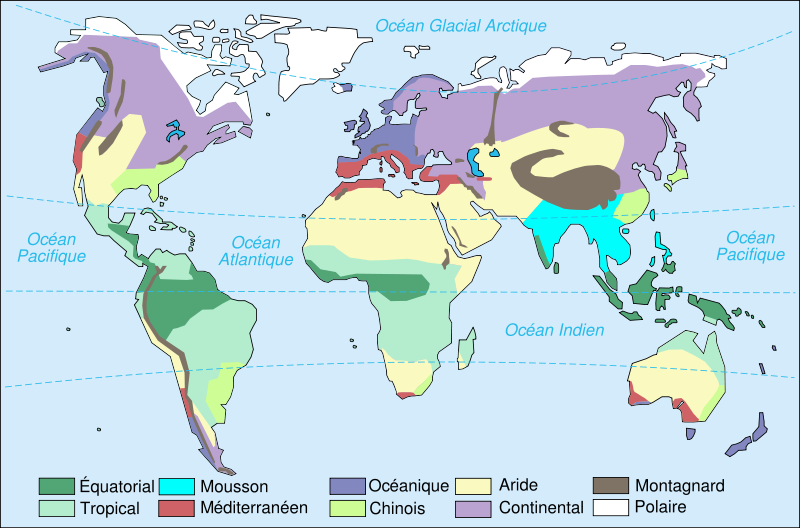 Océan Glacial Arctique
Océan
Pacifique
Océan
Atlantique
Océan
Pacifique
Océan Indien
Équatorial
Mousson
Océanique
Aride
Montagnard
Tropical
Méditerranéen
Chinois
Continental
Polaire